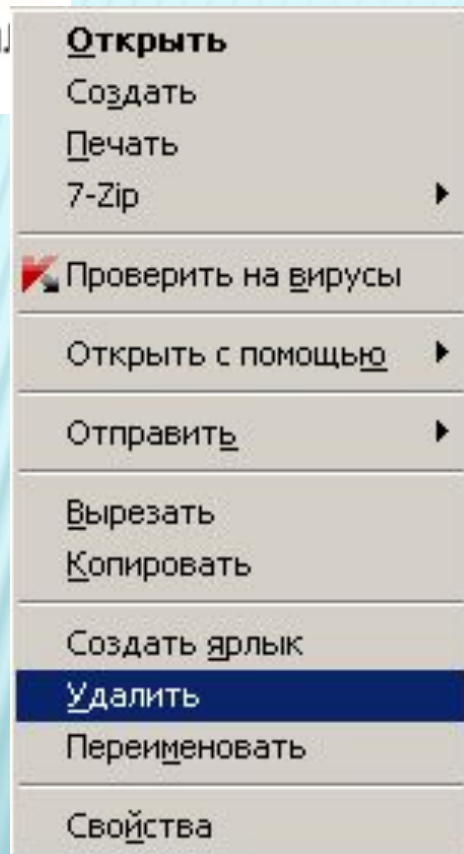 Открыть
Создать
Печать
7-Zip
Проверить на вирусы
Открыть с помощью
Отправить
Вырезать
Копировать
Создать ярлык
Удалить
Переименовать
Свойства